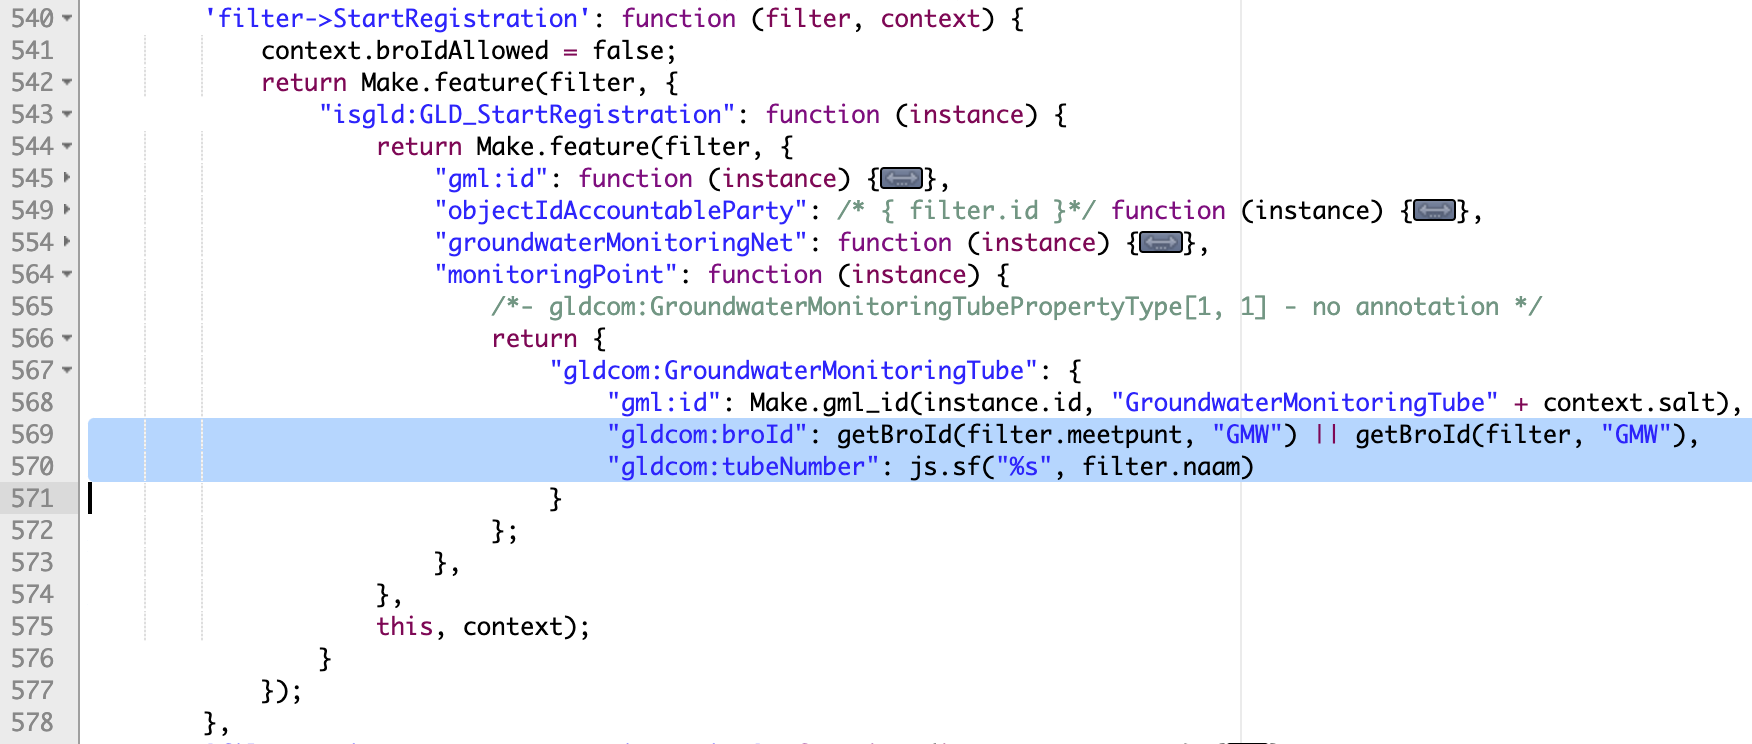 540 'filter->StartRegistration': function (filter, context) {
541 context.broIdAllowed = false;
542 return Make.feature(filter, {
543 "isgld:GLD_StartRegistration": function (instance) {
544 return Make.feature(filter, {
545 "gml:id": function (instance) {},
549 "objectIdAccountableParty": /* { filter.id }*/ function (instance) {},
554 "groundwaterMonitoringNet": function (instance) {},
564 "monitoringPoint": function (instance) {
565 /*- gldcom:GroundwaterMonitoringTubePropertyType[1, 1] - no annotation */
566 return {
567 "gldcom:GroundwaterMonitoringTube": {
568 "gml:id": Make.gml_id(instance.id, "GroundwaterMonitoringTube" + context.salt),
569 "gldcom:broId": getBroId(filter.meetpunt, "GMW") || getBroId(filter, "GMW"),
570 "gldcom:tubeNumber": js.sf("%s", filter.naam)
571 }
572 };
573 },
574 },
575 this, context);
576 }
577 });
578 },